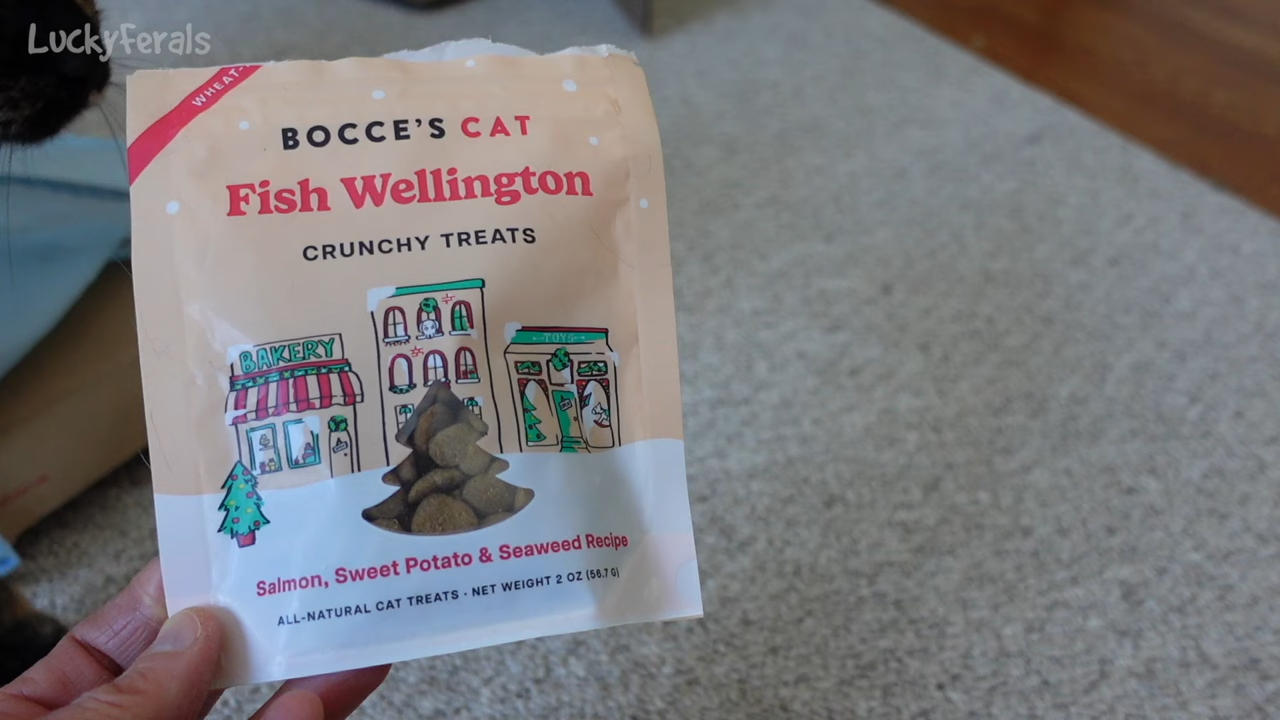 LuckyFerals
WHEAT-
BOCCE'S CAT
Fish Wellington
CRUNCHY TREATS
BAKERY
TOYS
Salmon, Sweet Potato & Seaweed Recipe
ALL-NATURAL CAT TREATS · NET WEIGHT 2 OZ (56.7 G)